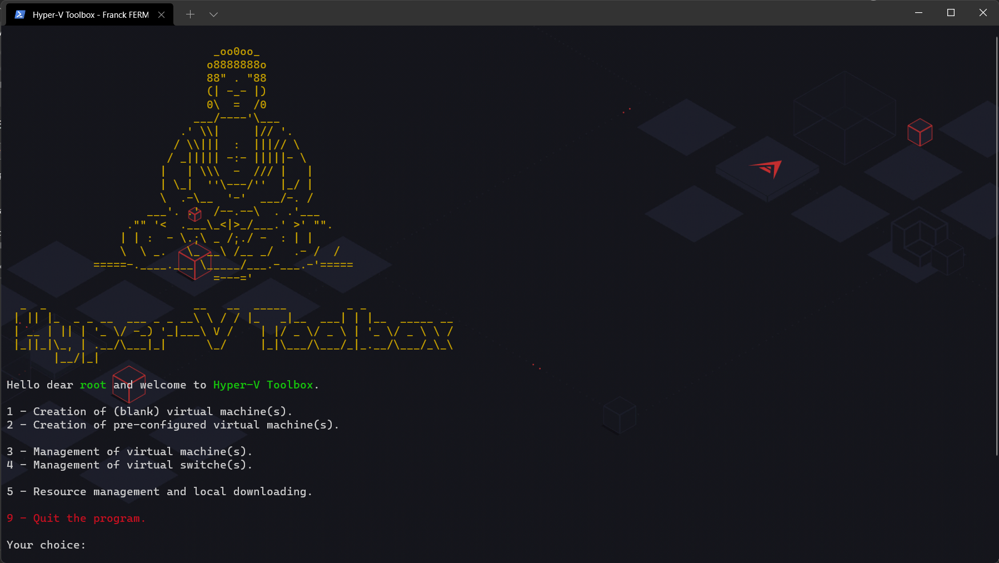 Hyper-V Toolbox - Franck FERM
                               _oo0oo_
                              o8888888o
                              88" . "88
                              (| -_- |)
                              0\  =  /0
                            ___/----'\___
                          .' \\|     |// '.
                         / \\|||  :  |||// \
                        / _||||| -:- |||||- \
                       |   | \\\  -  /// |   |
                       | \_|  ''\---/''  |_/ |
                       \  .-\__  '-'  ___/-. /
                     ___'. .'  /--.--\  . .'___
                  ."" '<  .___\_<|>_/___.' >' "".
                 | | :  - \.;\ _ /;./ -  : | |
                 \  \ _.   \_ __\ /__ _/   .- /  /
             =====-.____.___ \_____/___.-___.-'=====
                               =---='
  _  _                      __   __  _____         _ _
 | || |_  _ _ __  ___ _ _ __\ \ / / |_   _|__  ___| | |__  _____ __
 | __ | || | '_ \/ -_) '_|___\ V /    | |/ _ \/ _ \ | '_ \/ _ \ \ /
 |_||_|\_, | .__/\___|_|      \_/     |_|\___/\___/_|_.__/\___/_\_\
       |__/|_|
Hello dear root and welcome to Hyper-V Toolbox.
1 - Creation of (blank) virtual machine(s).
2 - Creation of pre-configured virtual machine(s).
3 - Management of virtual machine(s).
4 - Management of virtual switche(s).
5 - Resource management and local downloading.
9 - Quit the program.
Your choice: